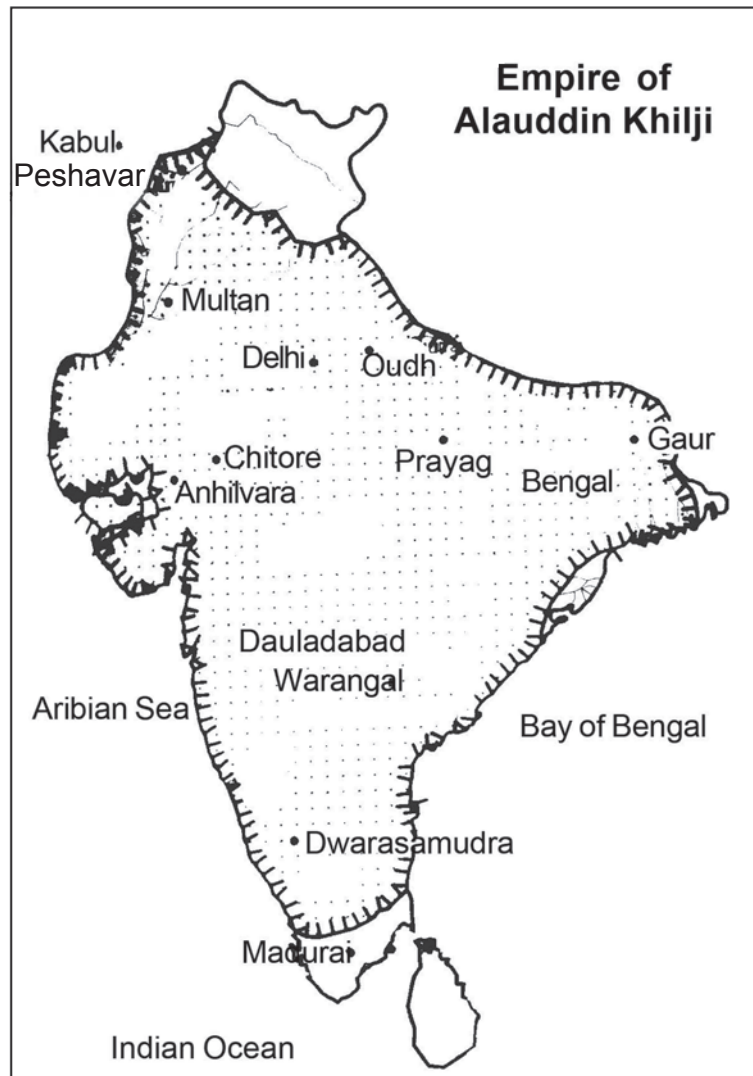 Empire of
Alauddin Khilji
Kabul
Peshavar
Multan
Delhi
Oudh
Chitore
Prayag
Gaur
Anhilvara
Bengal
Dauladabad
Warangal
Aribian Sea
Bay of Bengal
Dwarasamudra
Madurai
Indian Ocean